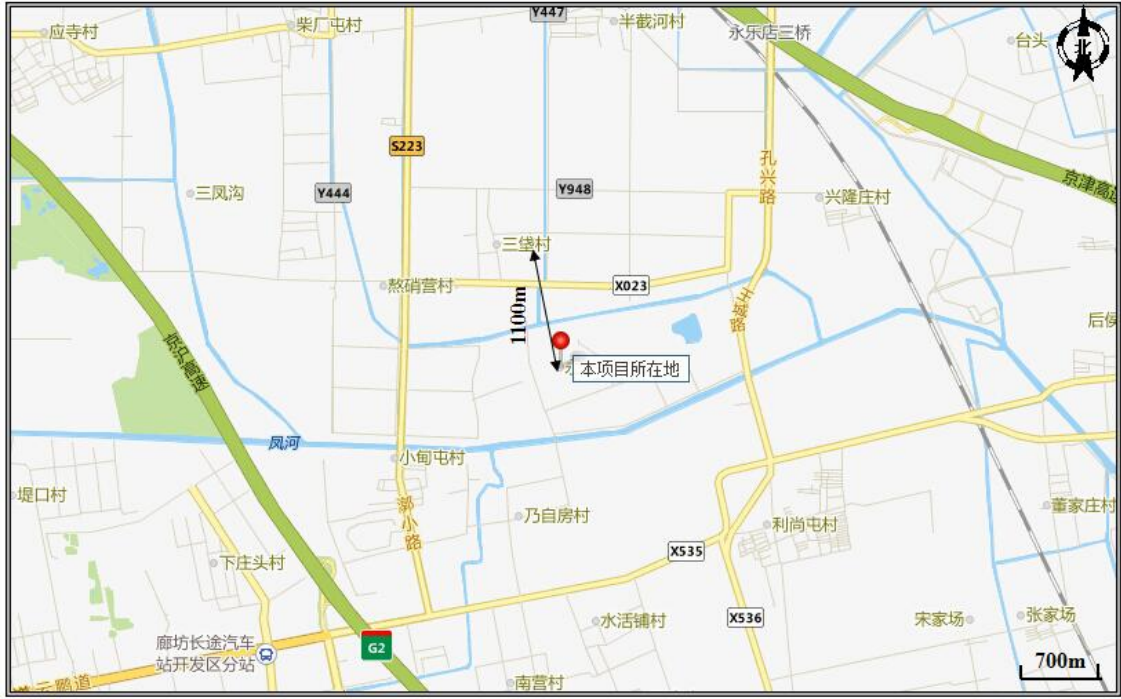 Y447
应寺村
柴厂屯村
半截河村
永乐店三桥
台头
北
S223
孔兴路
京津高速
三凤沟
Y444
Y948
兴隆庄村
三垡村
熬硝营村
X023
王城路
后侯
1100m
京沪高速
本项目所在地
凤河
小甸屯村
堤口村
漷小路
乃自房村
利尚屯村
董家庄村
下庄头村
X535
水活铺村
X536
宋家场
张家场
廊坊长途汽车
站开发区分站
G2
700m
云鹏道
南营村